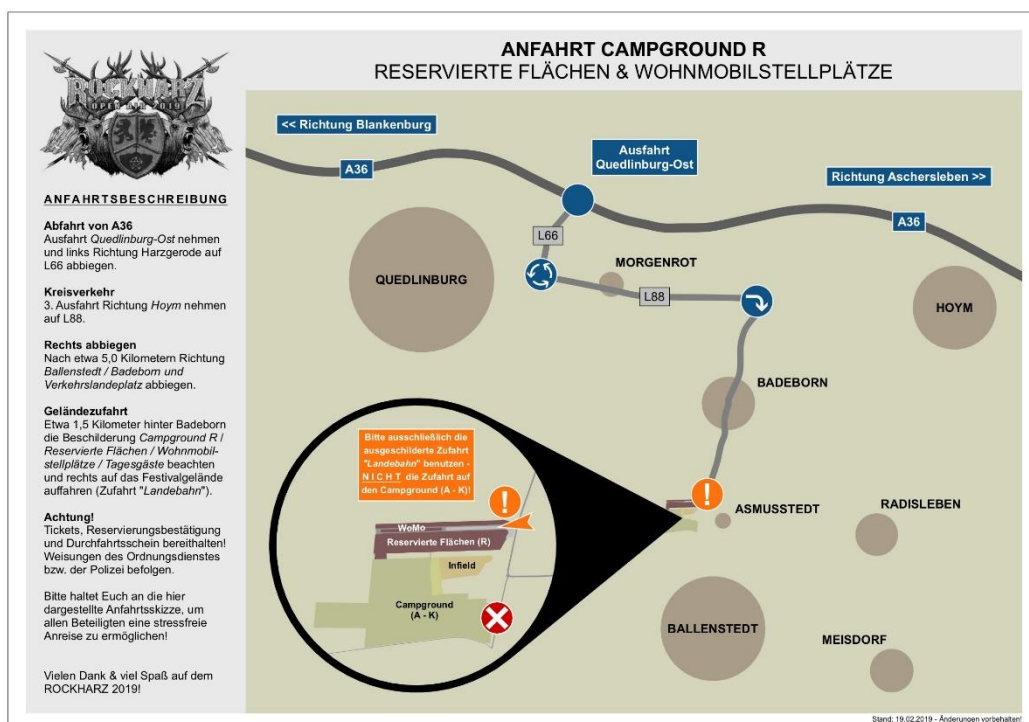 ROCKHARZ
OPEN AIR 2019
ANFAHRTSBESCHREIBUNG
Abfahrt von A36
Ausfahrt Quedlinburg-Ost nehmen
und links Richtung Harzgerode auf
L66 abbiegen.
Kreisverkehr
3. Ausfahrt Richtung Hoym nehmen
auf L88.
Rechts abbiegen
Nach etwa 5,0 Kilometern Richtung
Ballenstedt / Badeborn und
Verkehrslandeplatz abbiegen.
Geländezufahrt
Etwa 1,5 Kilometer hinter Badeborn
die Beschilderung Campground R /
Reservierte Flächen / Wohnmobil-
stellplätze / Tagesgäste beachten
und rechts auf das Festivalgelände
auffahren (Zufahrt "Landebahn").
Achtung!
Tickets, Reservierungsbestätigung
und Durchfahrtsschein bereithalten!
Weisungen des Ordnungsdienstes
bzw. der Polizei befolgen.
Bitte haltet Euch an die hier
dargestellte Anfahrtsskizze, um
allen Beteiligten eine stressfreie
Anreise zu ermöglichen!
Vielen Dank & viel Spaß auf dem
ROCKHARZ 2019!
ANFAHRT CAMPGROUND R
RESERVIERTE FLÄCHEN & WOHNMOBILSTELLPLÄTZE
<< Richtung Blankenburg
A36
Ausfahrt
Quedlinburg-Ost
Richtung Aschersleben >>
A36
L66
MORGENROT
QUEDLINBURG
L88
HOYM
BADEBORN
Bitte ausschließlich die
ausgeschilderte Zufahrt
"Landebahn" benutzen -
NICHT die Zufahrt auf
den Campground (A - K)!
!
!
ASMUSSTEDT
RADISLEBEN
WoMo
Reservierte Flächen (R)
Infield
Campground
(A - K)
BALLENSTEDT
MEISDORF
Stand: 19.02.2019 - Änderungen vorbehalten!